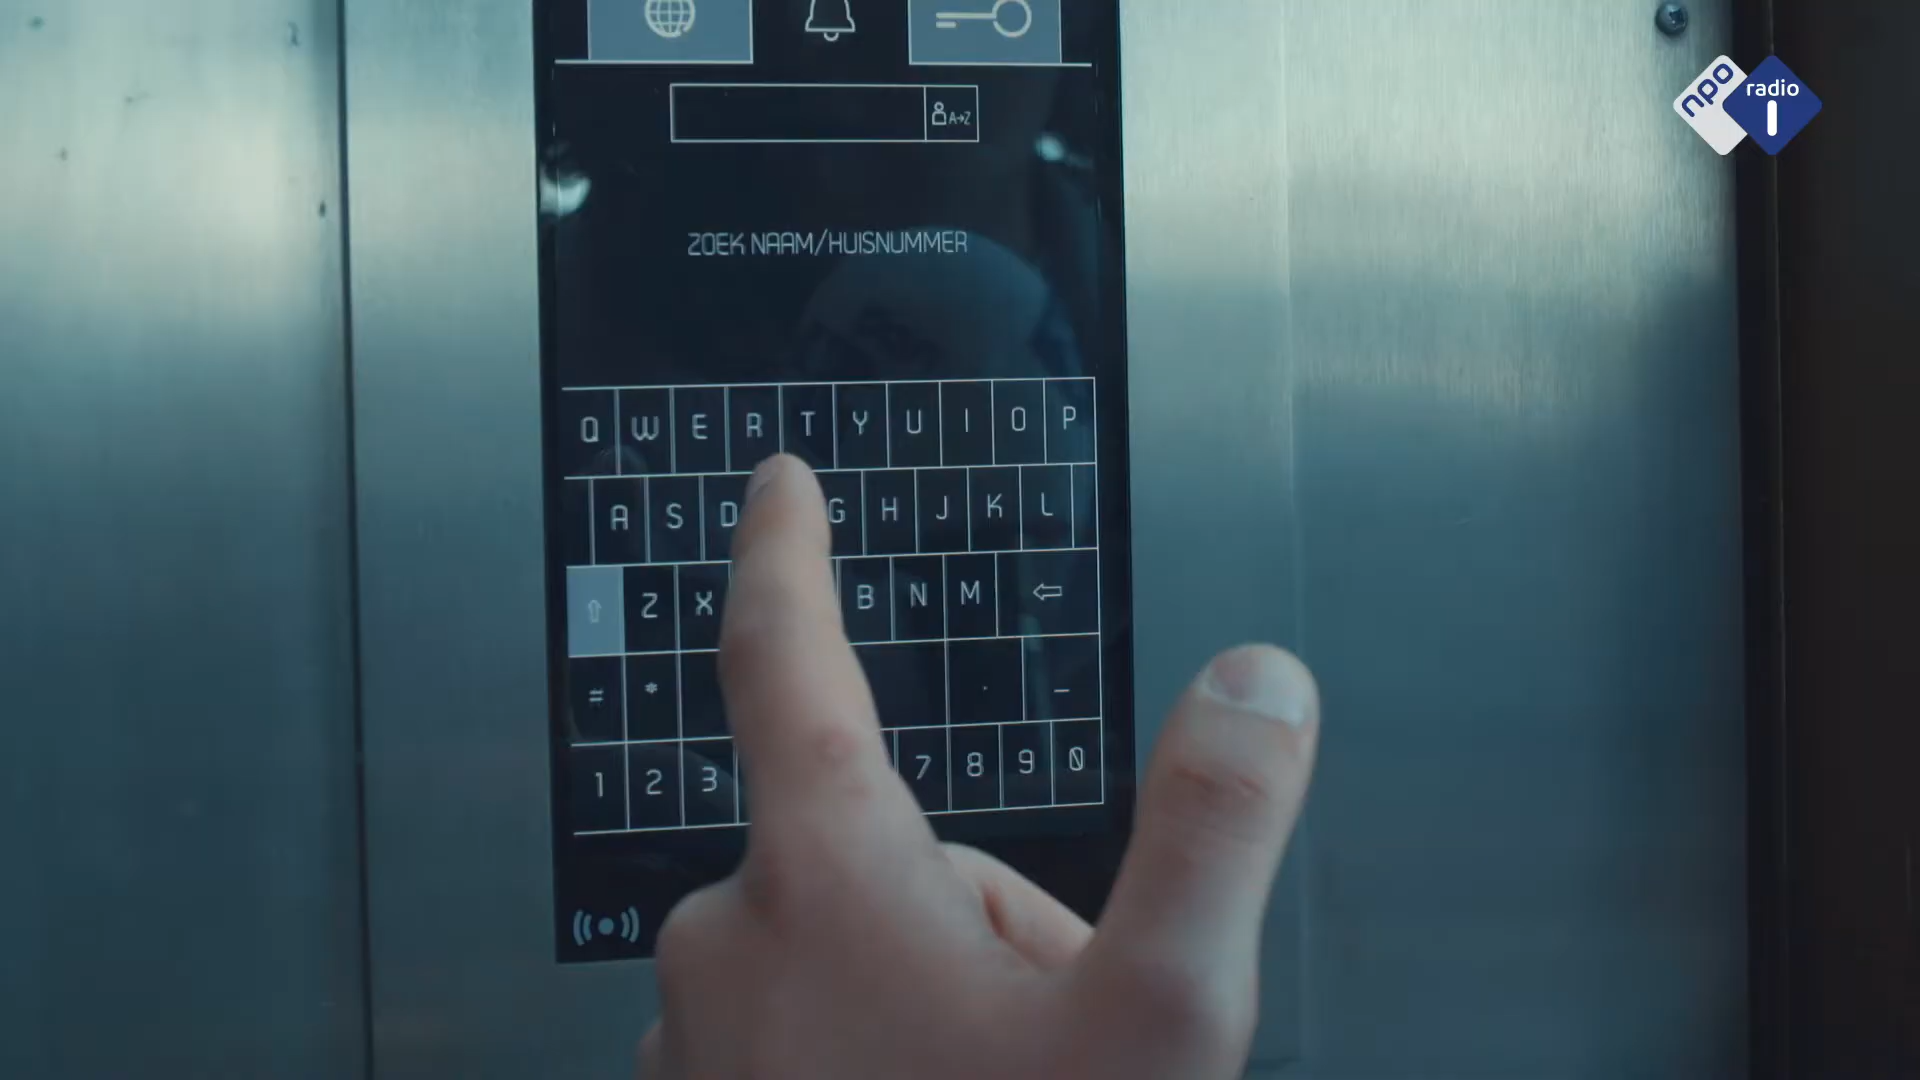 npo radio 1
A→Z
ZOEK NAAM/HUISNUMMER
Q W E R T Y U I O P
A S D G H J K L
Z X B N M
# * . _
1 2 3 7 8 9 0